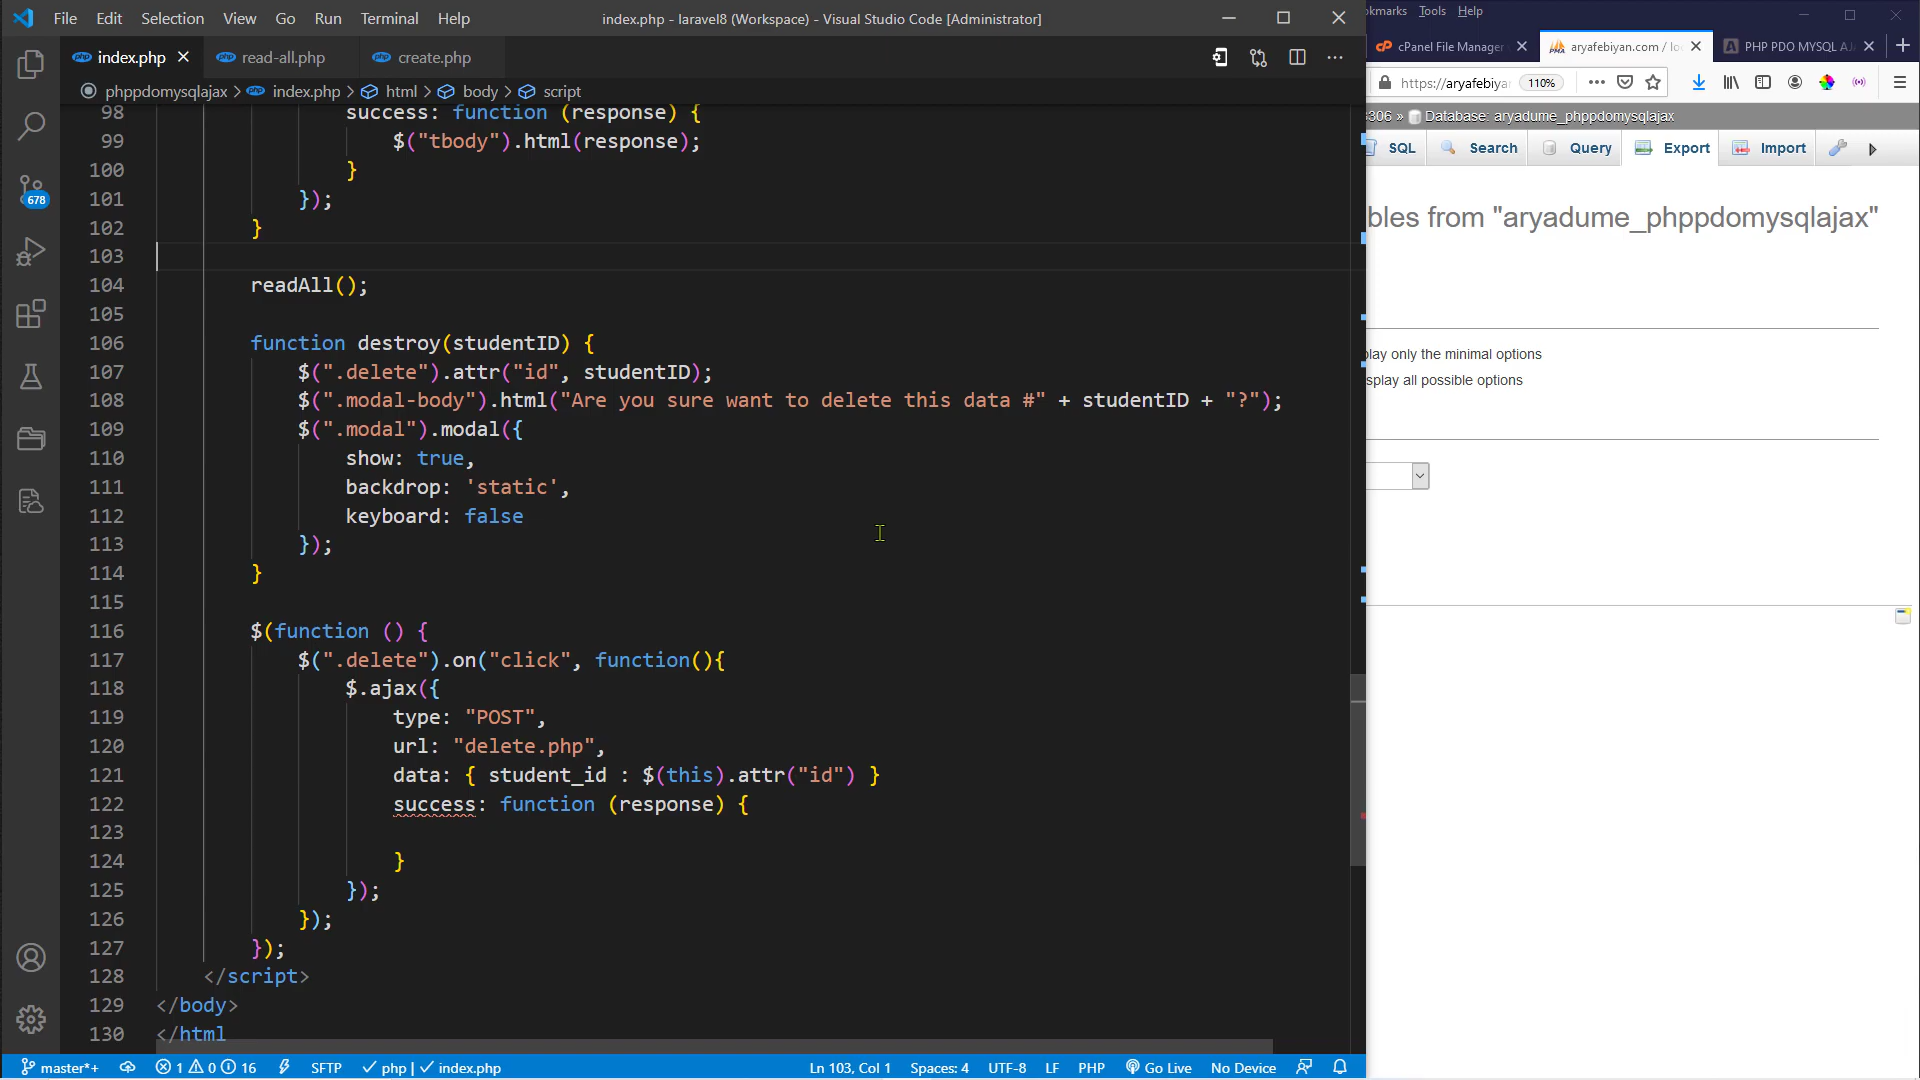 File Edit Selection View Go Run Terminal Help
index.php - laravel8 (Workspace) - Visual Studio Code [Administrator]
index.php read-all.php create.php
phppdomysqlajax > index.php > html > body > script
98 success: function (response) {
99 $("tbody").html(response);
100 }
101 });
102 }
103
104 readAll();
105
106 function destroy(studentID) {
107 $(".delete").attr("id", studentID);
108 $(".modal-body").html("Are you sure want to delete this data #" + studentID + "?");
109 $(".modal").modal({
110 show: true,
111 backdrop: 'static',
112 keyboard: false
113 });
114 }
115
116 $(function () {
117 $(".delete").on("click", function(){
118 $.ajax({
119 type: "POST",
120 url: "delete.php",
121 data: { student_id : $(this).attr("id") }
122 success: function (response) {
123
124 }
125 });
126 });
127 });
128 </script>
129 </body>
130 </html
678
master*+ 1 0 16 SFTP php | index.php Ln 103, Col 1 Spaces: 4 UTF-8 LF PHP Go Live No Device
okmarks Tools Help
cPanel File Manager aryafebiyan.com / lo PHP PDO MYSQL AJ
https://aryafebiyan 110%
3306 » Database: aryadume_phppdomysqlajax
SQL Search Query Export Import
bles from "aryadume_phppdomysqlajax"
play only the minimal options
splay all possible options